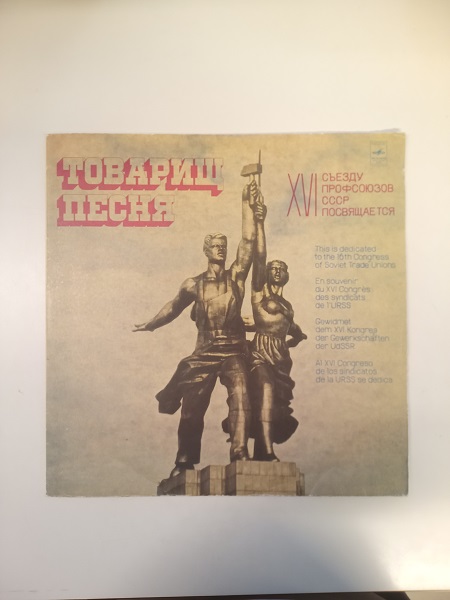 ТОВАРИЩ
ПЕСНЯ
XVI
СЪЕЗДУ
ПРОФСОЮЗОВ
СССР
ПОСВЯЩАЕТСЯ
This is dedicated
to the 16th Congress
of Soviet Trade Unions
En souvenir
du XVI Congrès
des syndicats
de l'URSS
Gewidmet
dem XVI Kongreß
der Gewerkschaften
der UdSSR
Al XVI Congreso
de los sindicatos
de la URSS se dedica